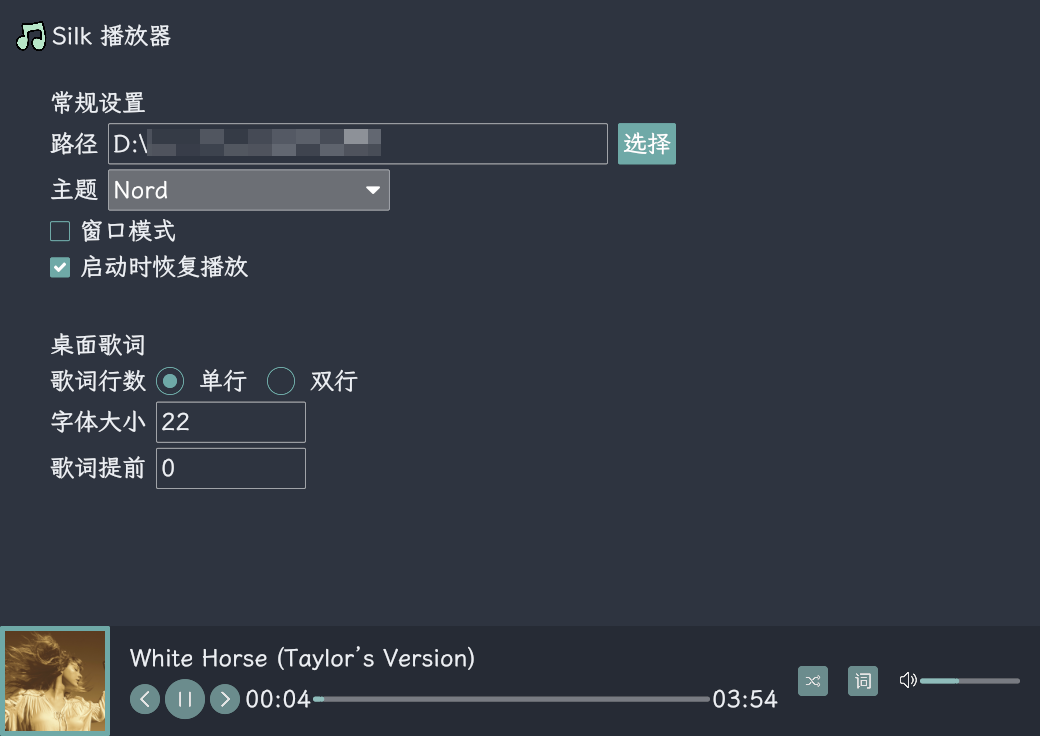 Silk 播放器
常规设置
路径 D:\ 选择
主题 Nord
窗口模式
启动时恢复播放
桌面歌词
歌词行数 单行 双行
字体大小 22
歌词提前 0
White Horse (Taylor's Version)
00:04 03:54 词